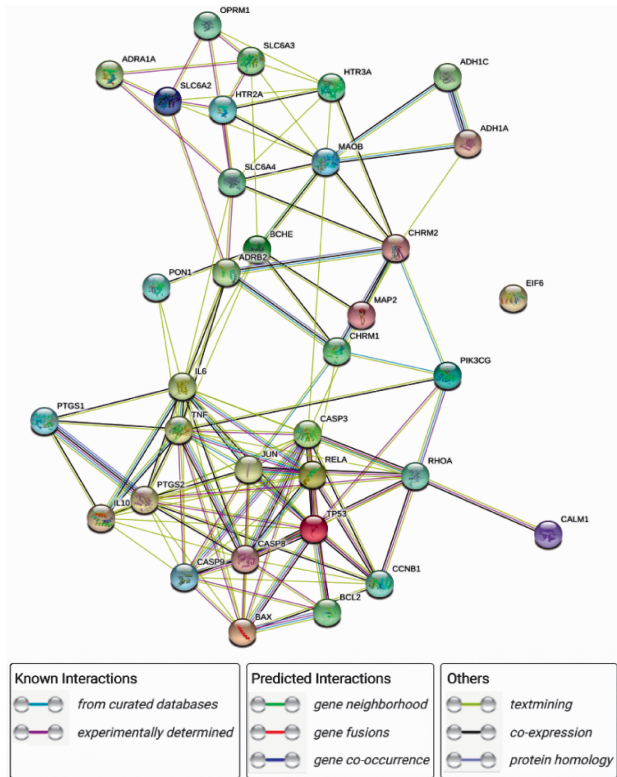 OPRM1
SLC6A3
ADRA1A
HTR3A
ADH1C
SLC6A2
HTR2A
ADH1A
MAOB
SLC6A4
BCHE
CHRM2
ADRB2
PON1
EIF6
MAP2
CHRM1
PIK3CG
IL6
PTGS1
TNF
CASP3
JUN
RELA
RHOA
PTGS2
IL10
TP53
CALM1
CASP8
CASP9
CCNB1
BCL2
BAX
Known Interactions
from curated databases
experimentally determined
Predicted Interactions
gene neighborhood
gene fusions
gene co-occurrence
Others
textmining
co-expression
protein homology